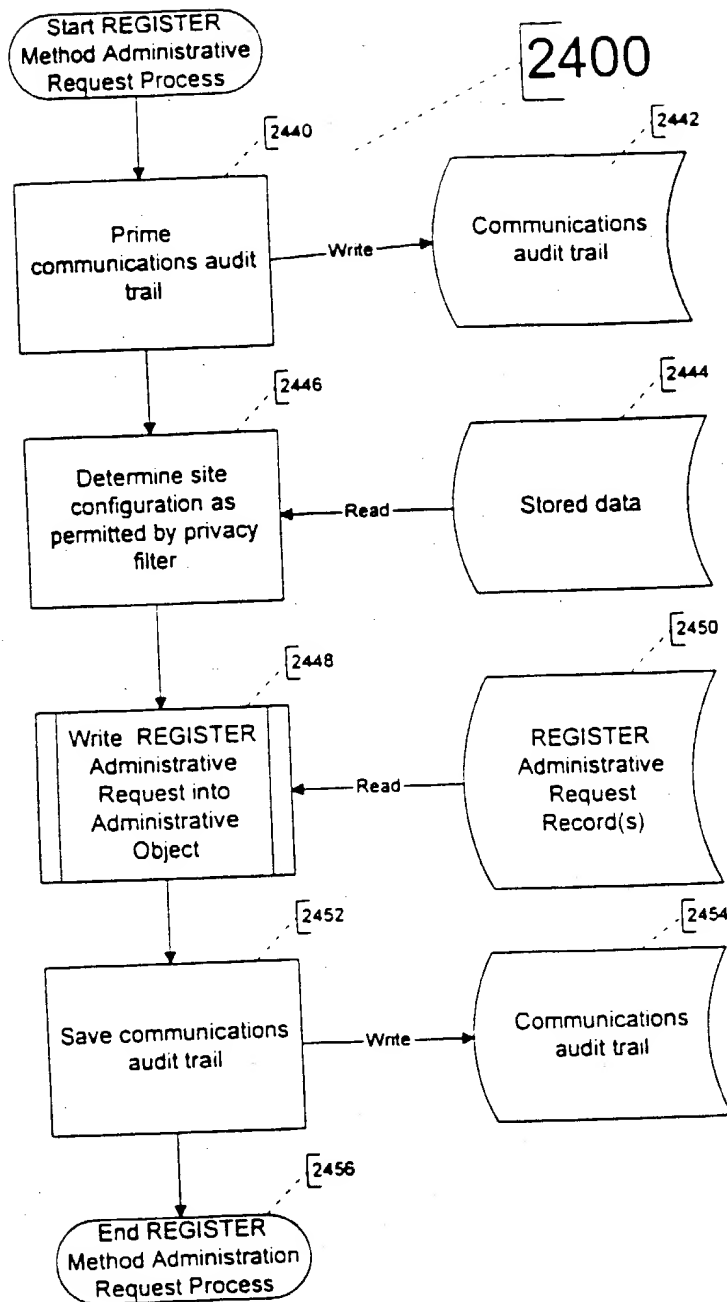 Start REGISTER
Method Administrative
Request Process
2400
2440
2442
Prime
communications audit
trail
Write
Communications
audit trail
2446
2444
Determine site
configuration as
permitted by privacy
filter
Read
Stored data
2448
2450
Write REGISTER
Administrative
Request into
Administrative
Object
Read
REGISTER
Administrative
Request
Record(s)
2452
2454
Save communications
audit trail
Write
Communications
audit trail
2456
End REGISTER
Method Administration
Request Process